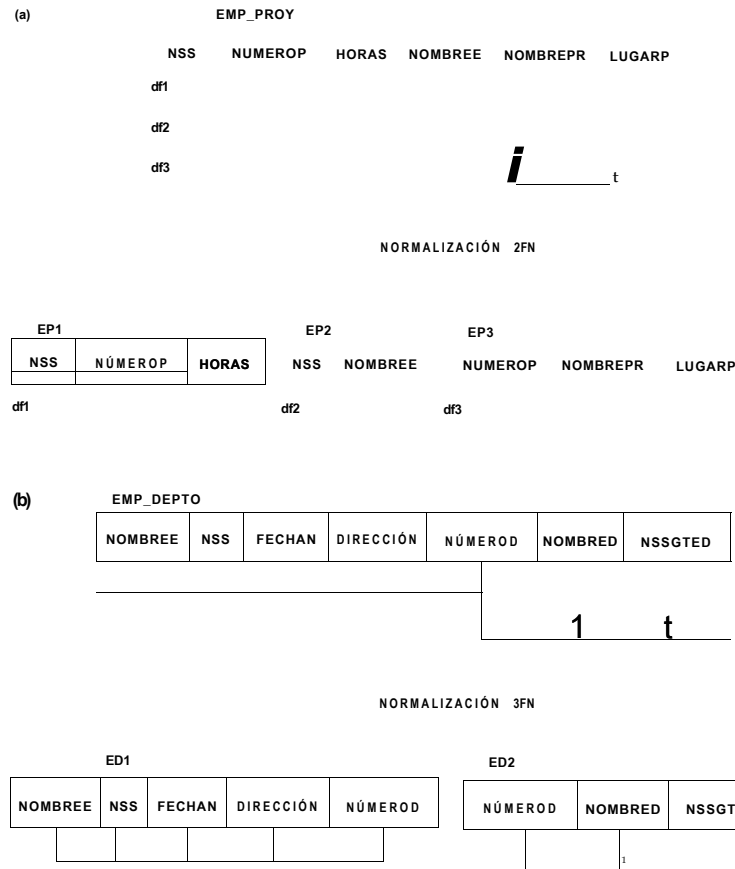 (a) EMP_PROY
NSS NUMEROP HORAS NOMBREE NOMBREPR LUGARP
df1
df2
df3
i t
NORMALIZACIÓN 2FN
EP1 EP2 EP3
NSS NÚMEROP HORAS NSS NOMBREE NUMEROP NOMBREPR LUGARP
df1 df2 df3
(b) EMP_DEPTO
NOMBREE NSS FECHAN DIRECCIÓN NÚMEROD NOMBRED NSSGTED
1 t
NORMALIZACIÓN 3FN
ED1 ED2
NOMBREE NSS FECHAN DIRECCIÓN NÚMEROD NÚMEROD NOMBRED NSSGT
1